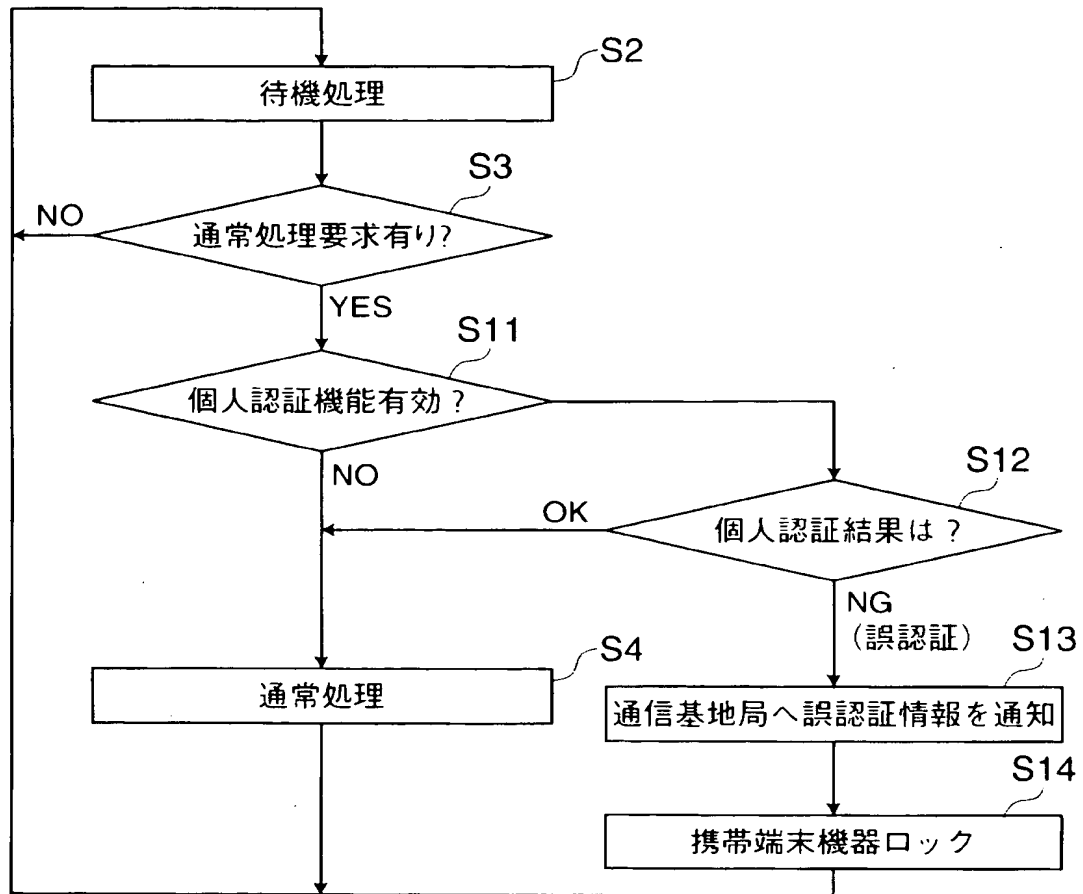 S2
待機処理
S3
NO
通常処理要求有り?
YES
S11
個人認証機能有効?
NO
S12
OK
個人認証結果は?
NG
(誤認証)
S13
S4
通常処理
通信基地局へ誤認証情報を通知
S14
携帯端末機器ロック